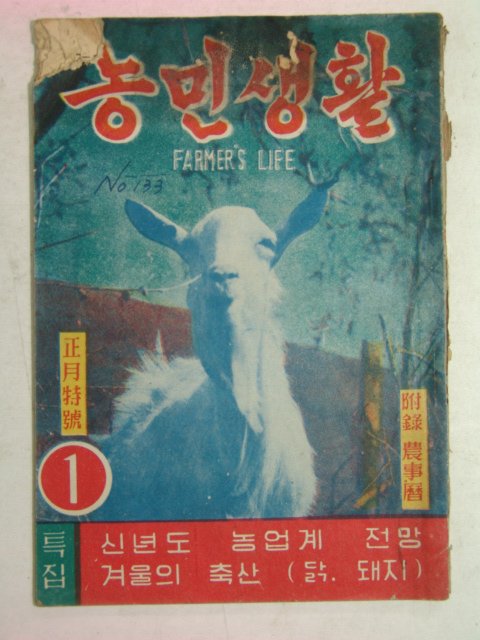 농민생활
FARMER'S LIFE
No 133
正月特號
附錄 農事曆
1
특집
신년도 농업계 전망
겨울의 축산 (닭. 돼지)